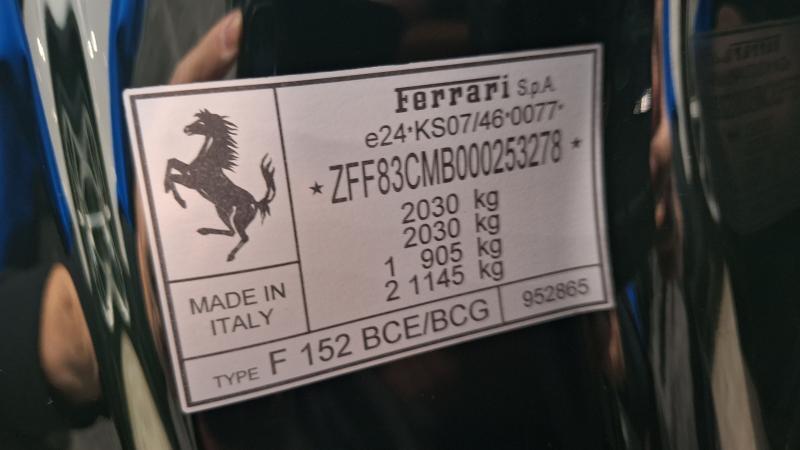 Ferrari S.p.A.
e24*KS07/46*0077*
* ZFF83CMB000253278 *
2030 kg
2030 kg
1 905 kg
2 1145 kg
MADE IN
ITALY
TYPE F 152 BCE/BCG
952865